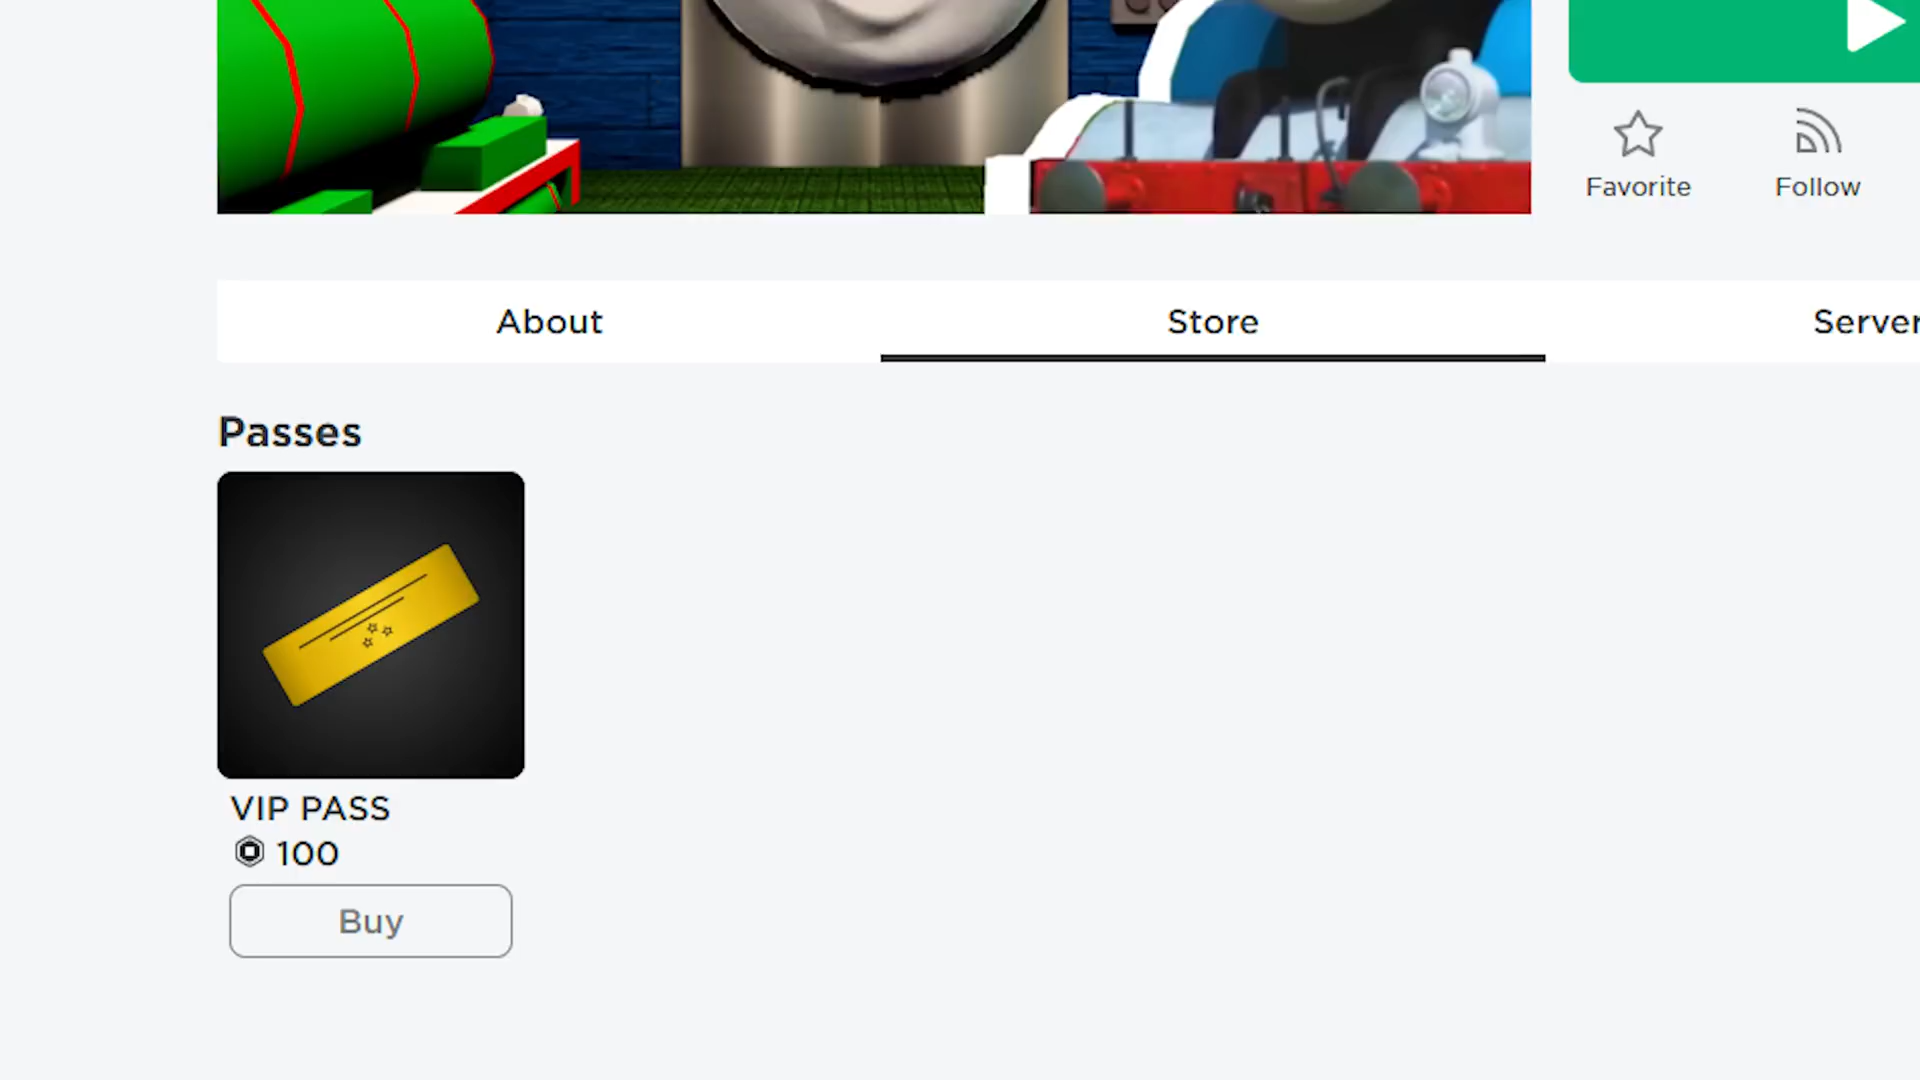 Favorite
Follow
About
Store
Passes
VIP PASS
100
Buy